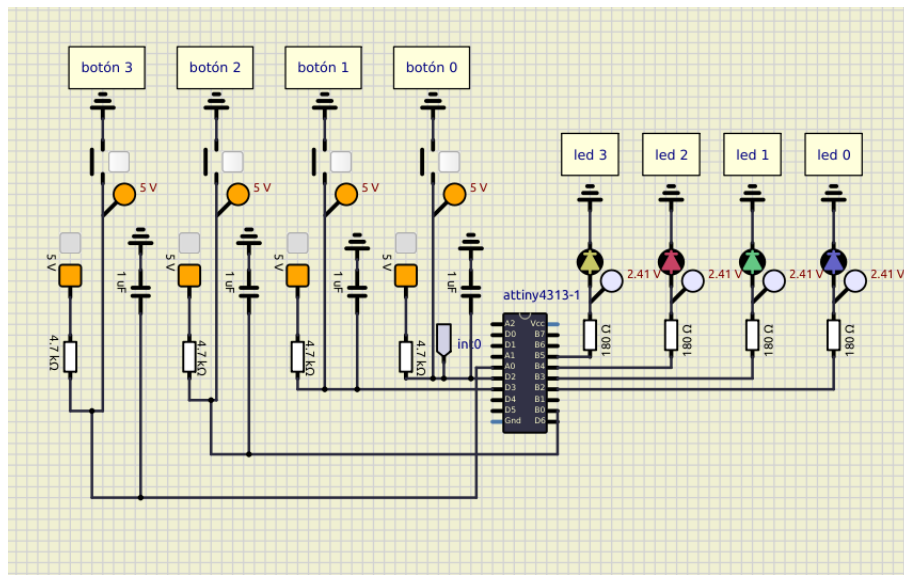 botón 3
botón 2
botón 1
botón 0
led 3
led 2
led 1
led 0
5 V
5 V
5 V
5 V
5 V
5 V
5 V
5 V
1 uF
1 uF
1 uF
1 uF
2.41 V
2.41 V
2.41 V
2.41 V
attiny4313-1
4.7 kΩ
4.7 kΩ
4.7 kΩ
4.7 kΩ
int0
180 Ω
180 Ω
180 Ω
180 Ω
A2 Vcc
D0 B7
D1 B6
A1 B5
A0 B4
D2 B3
D3 B2
D4 B1
D5 B0
Gnd D6